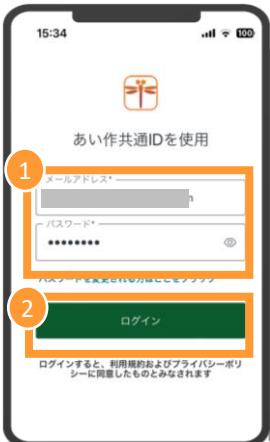 15:34
100
あい作共通IDを使用
1
メールアドレス*
パスワード*
••••••••
2
ログイン
ログインすると、利用規約およびプライバシーポリ
シーに同意したものとみなされます